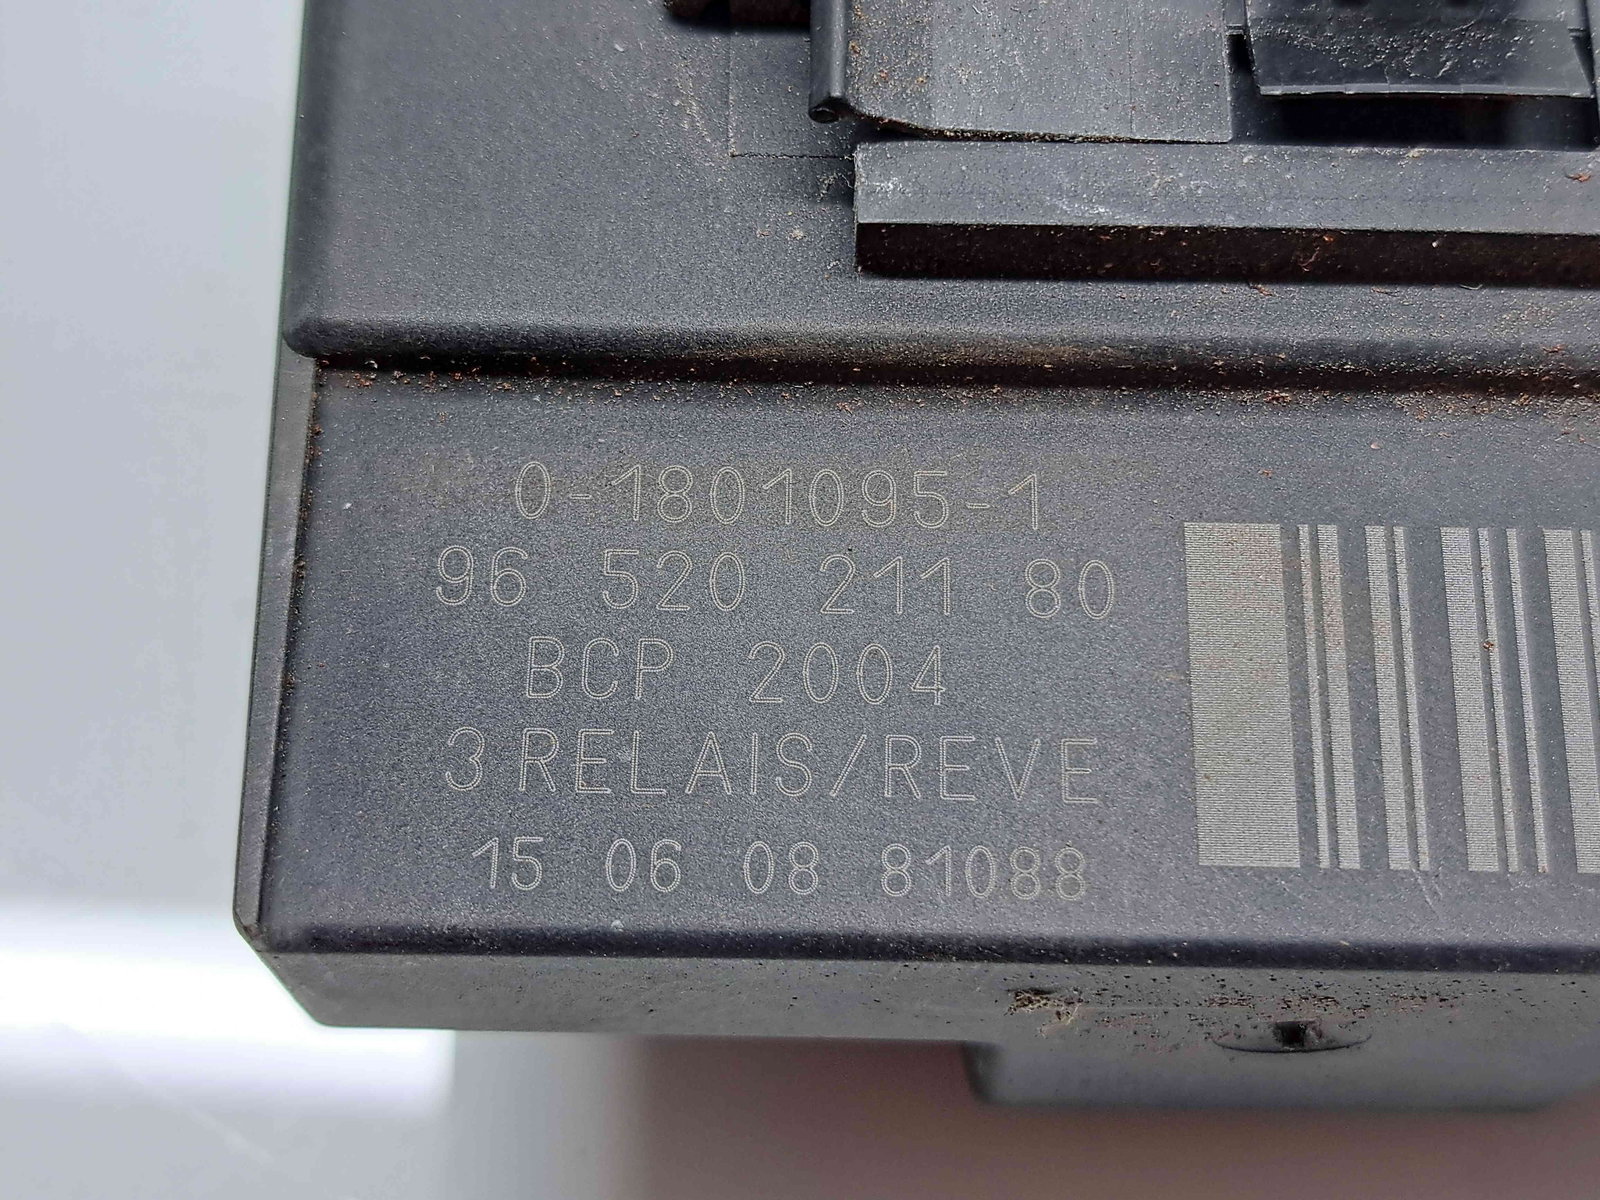 0-1801095-1
96 520 211 80
BCP 2004
3 RELAIS/REVE
15 06 08 81088